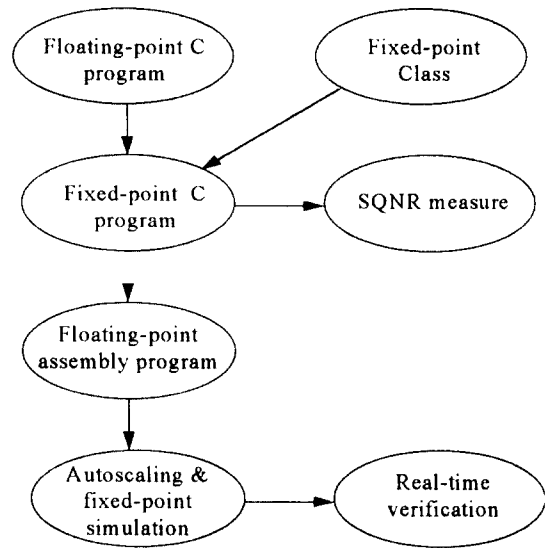 Floating-point C
program
Fixed-point
Class
Fixed-point C
program
SQNR measure
Floating-point
assembly program
Autoscaling &
fixed-point
simulation
Real-time
verification